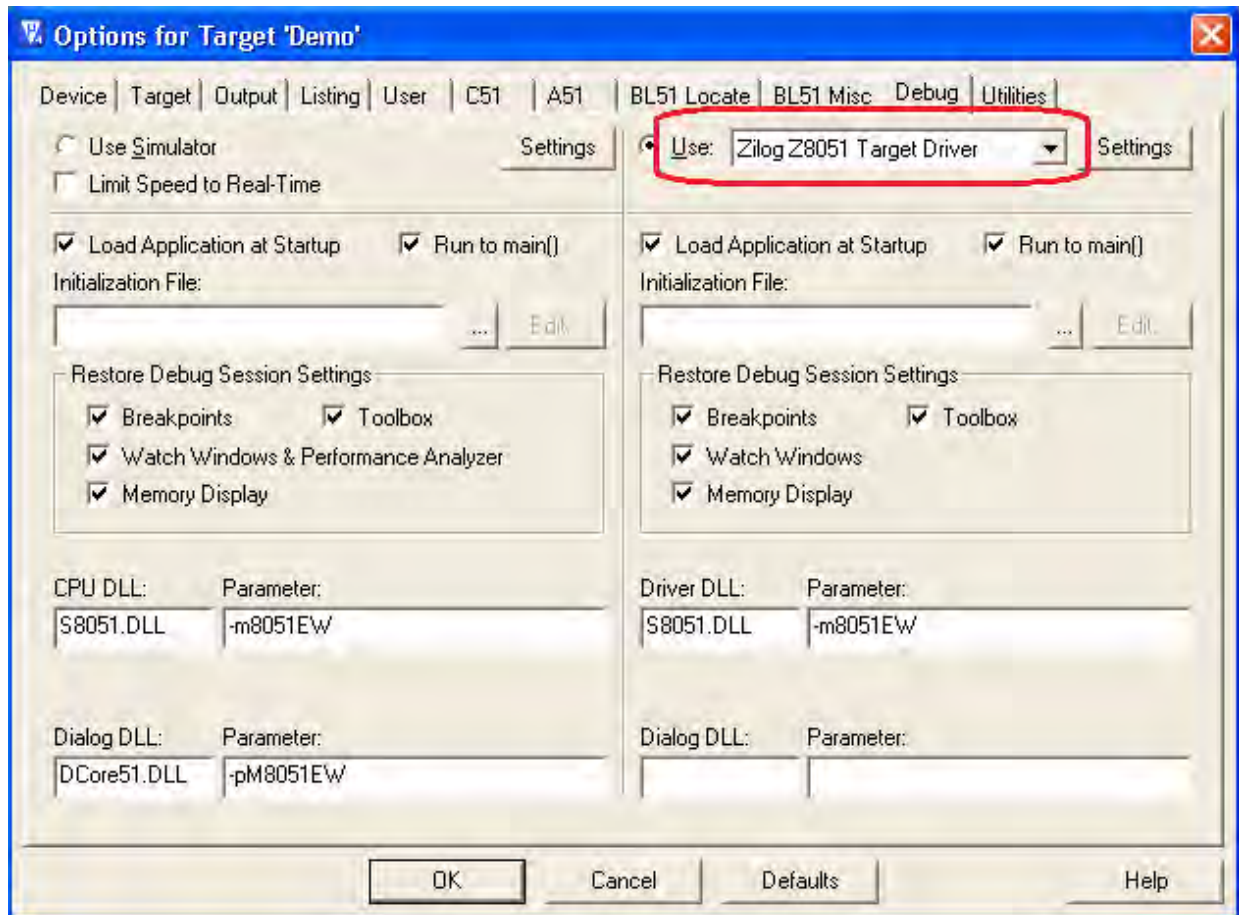 Options for Target 'Demo'
Device Target Output Listing User C51 A51 BL51 Locate BL51 Misc Debug Utilities
Use Simulator Settings Use: Zilog Z8051 Target Driver Settings
Limit Speed to Real-Time
Load Application at Startup Run to main() Load Application at Startup Run to main()
Initialization File: Initialization File:
... Edit... ... Edit...
Restore Debug Session Settings Restore Debug Session Settings
Breakpoints Toolbox Breakpoints Toolbox
Watch Windows & Performance Analyzer Watch Windows
Memory Display Memory Display
CPU DLL: Parameter: Driver DLL: Parameter:
S8051.DLL -m8051EW S8051.DLL -m8051EW
Dialog DLL: Parameter: Dialog DLL: Parameter:
DCore51.DLL -pM8051EW
OK Cancel Defaults Help